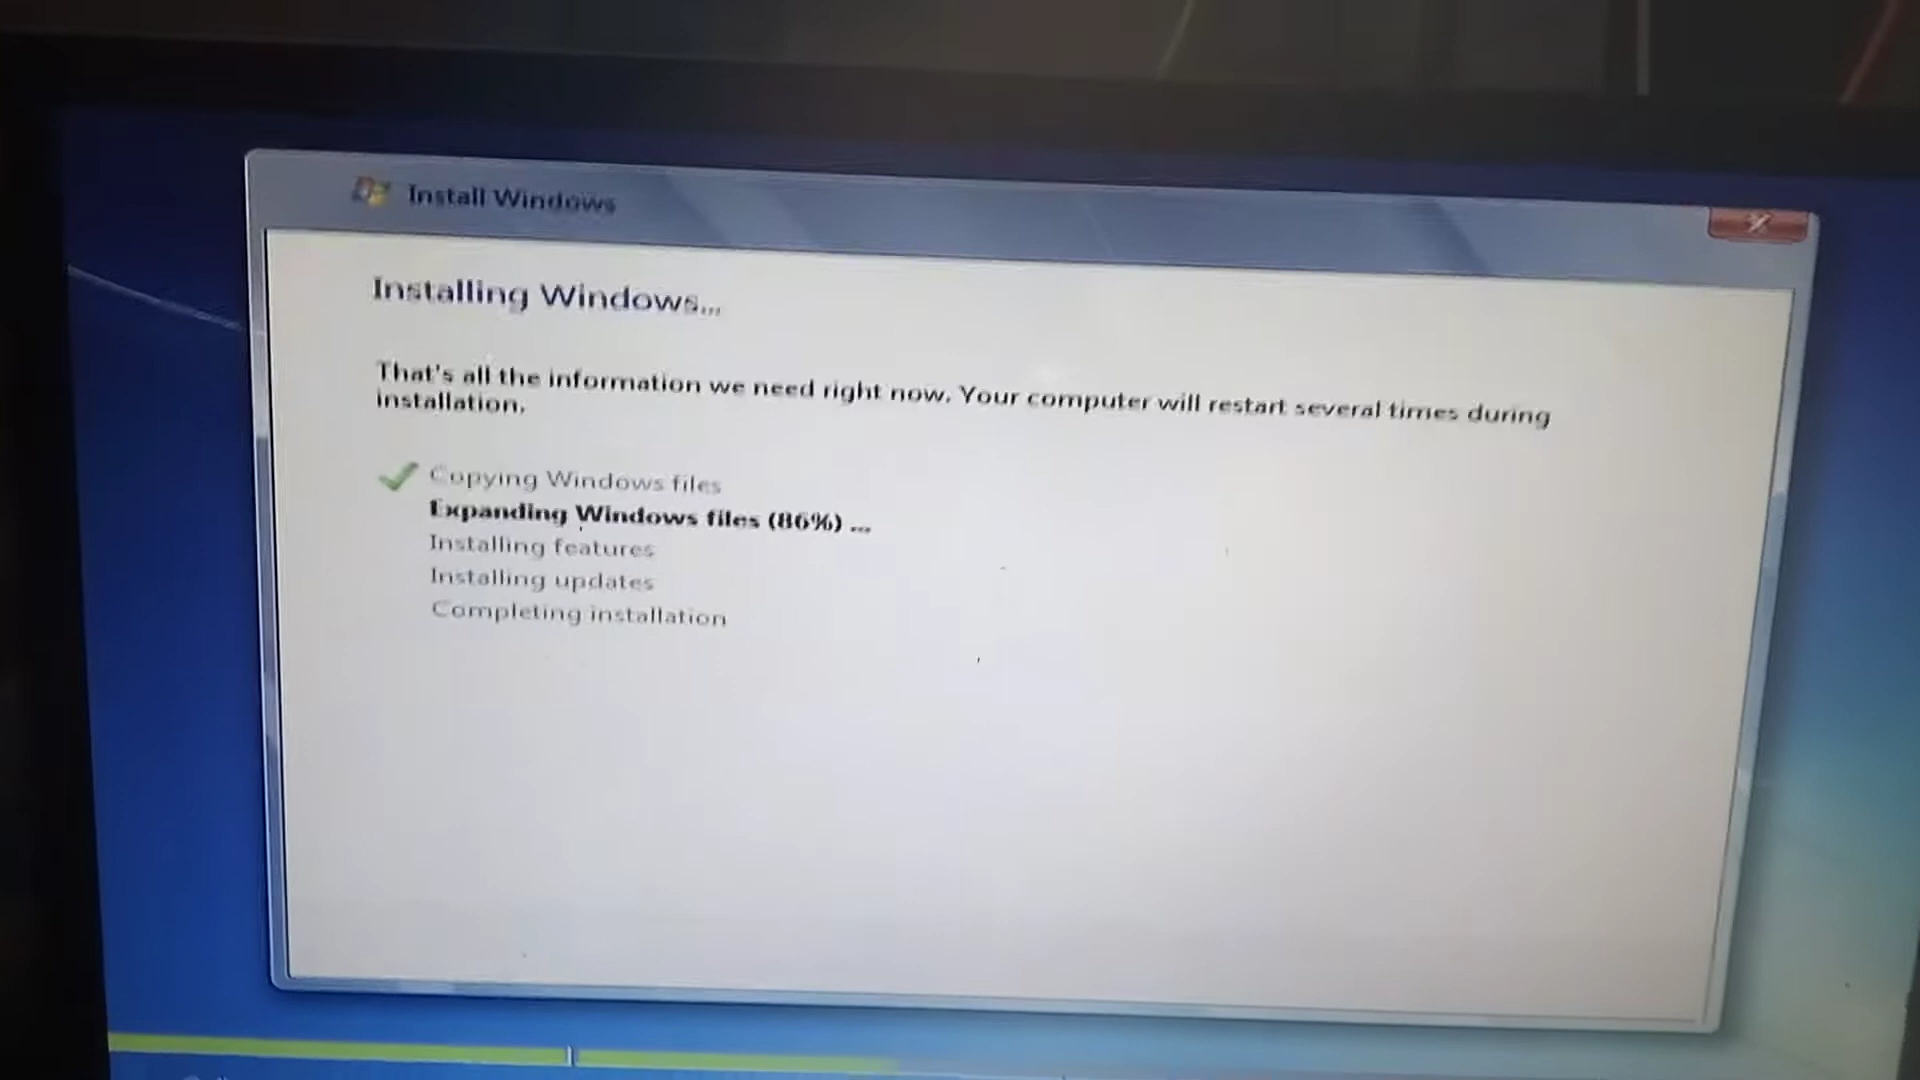 Install Windows
Installing Windows...
That's all the information we need right now. Your computer will restart several times during
installation.
Copying Windows files
Expanding Windows files (86%) ...
Installing features
Installing updates
Completing installation